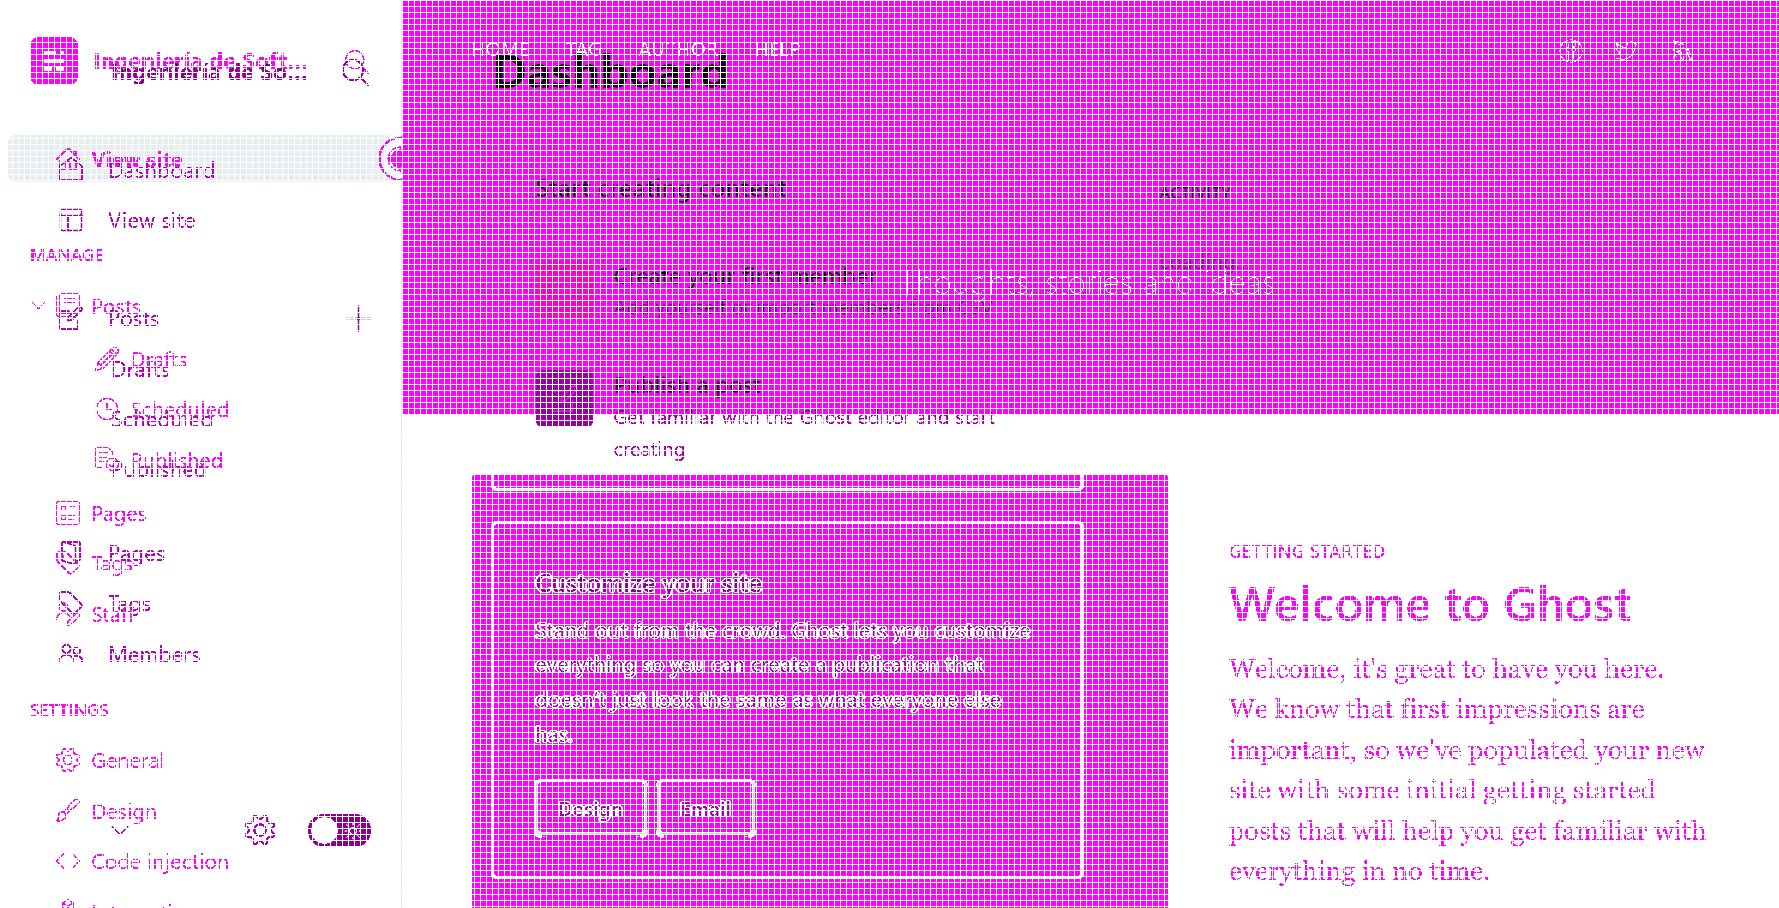 Ingeniería de Soft...
Ingeniería de So...
View site
Dashboard
View site
MANAGE
Posts
Posts
Drafts
Drafts
Scheduled
Scheduled
Published
Published
Pages
Pages
Tags
Tags
Staff
Members
SETTINGS
General
Design
Code injection
HOME TAG AUTHOR HELP
Dashboard
Start creating content
ACTIVITY
Create your first member
Thoughts, stories and ideas.
Publish a post
Get familiar with the Ghost editor and start
creating
Customize your site
Stand out from the crowd. Ghost lets you customize
everything so you can create a publication that
doesn't just look the same as what everyone else
has.
Design Email
GETTING STARTED
Welcome to Ghost
Welcome, it's great to have you here.
We know that first impressions are
important, so we've populated your new
site with some initial getting started
posts that will help you get familiar with
everything in no time.